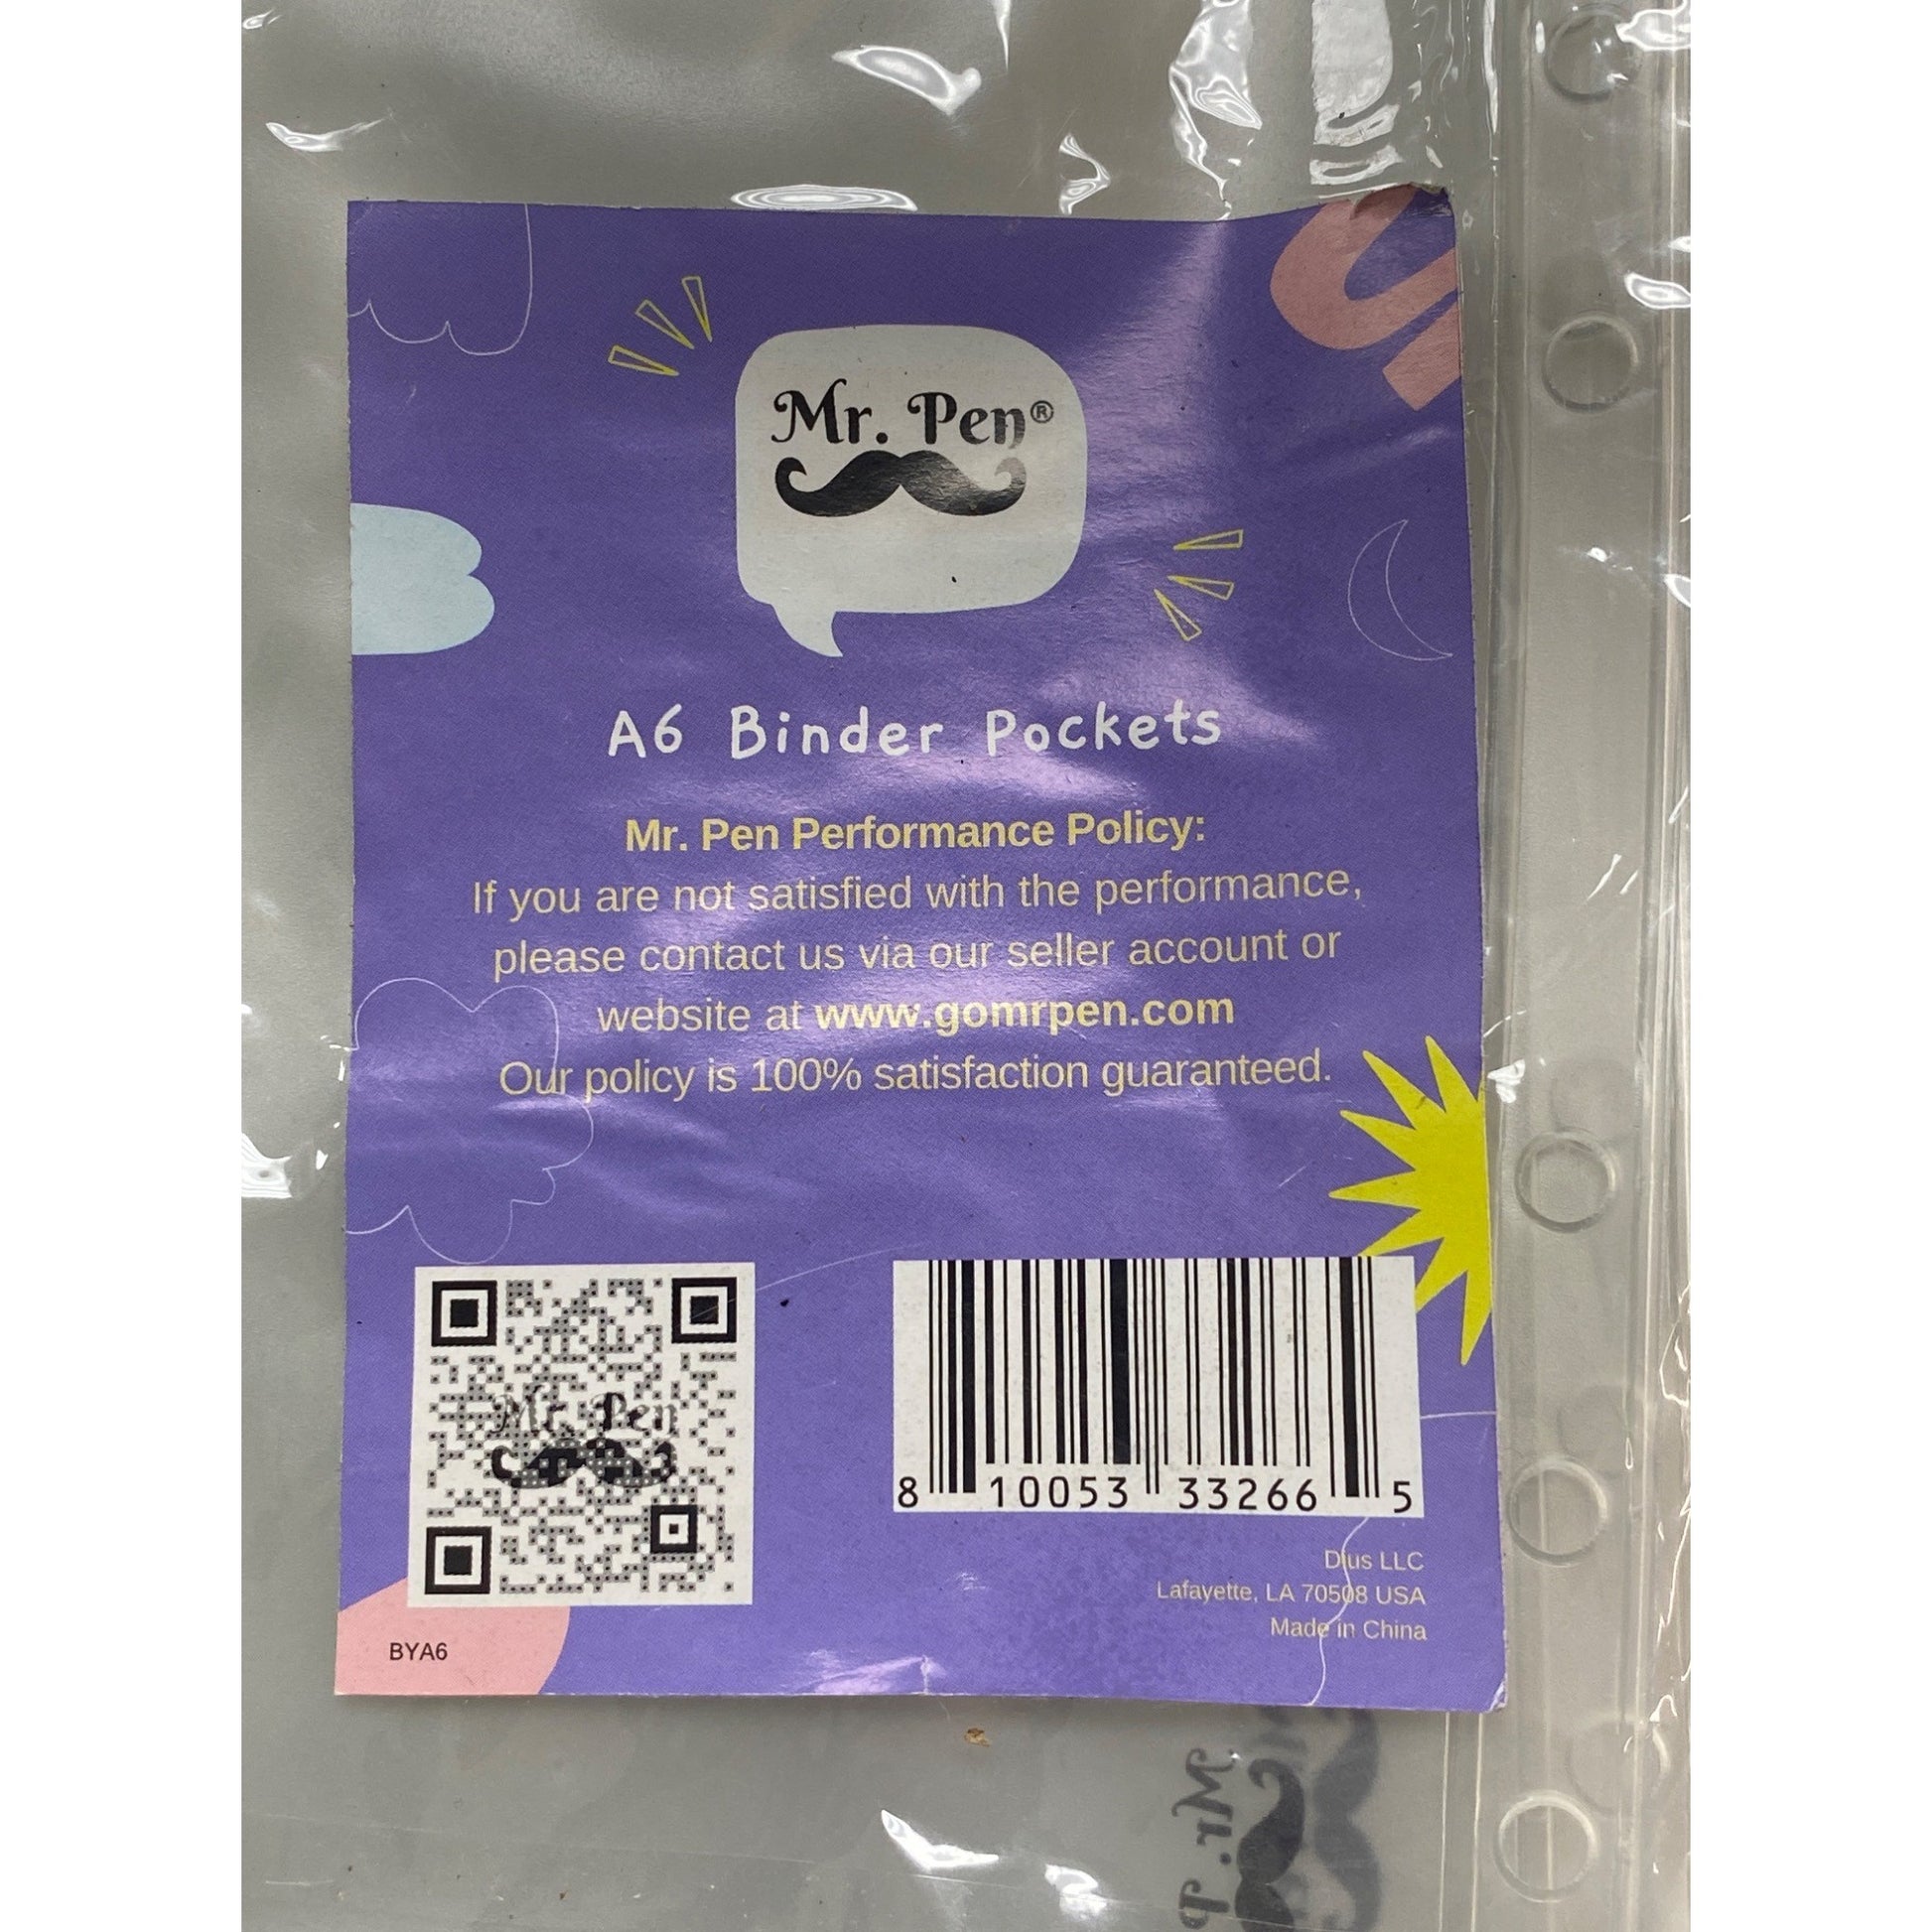 Mr. Pen®
A6 Binder Pockets
Mr. Pen Performance Policy:
If you are not satisfied with the performance,
please contact us via our seller account or
website at www.gomrpen.com
Our policy is 100% satisfaction guaranteed.
Mr. Pen
8 10053 33266 5
Dius LLC
Lafayette, LA 70508 USA
Made in China
BYA6
Mr. P